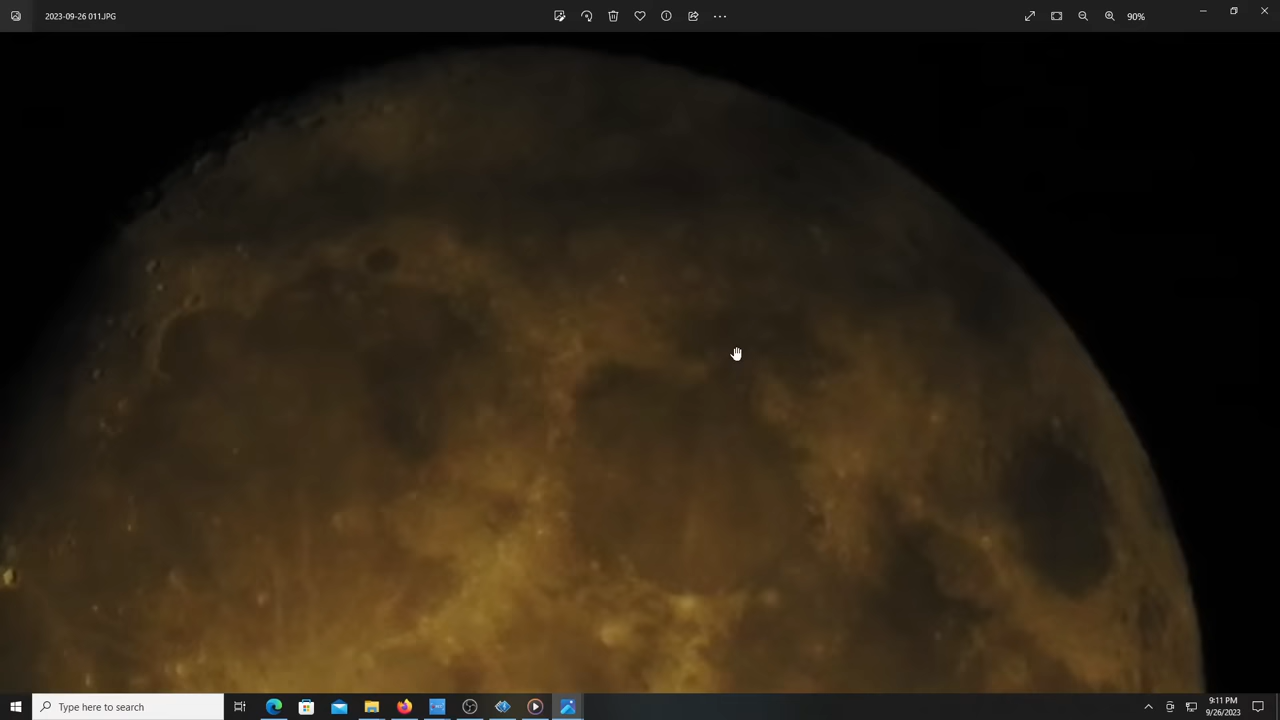 2023-09-26 011.JPG
90%
Type here to search
9:11 PM
9/26/2023